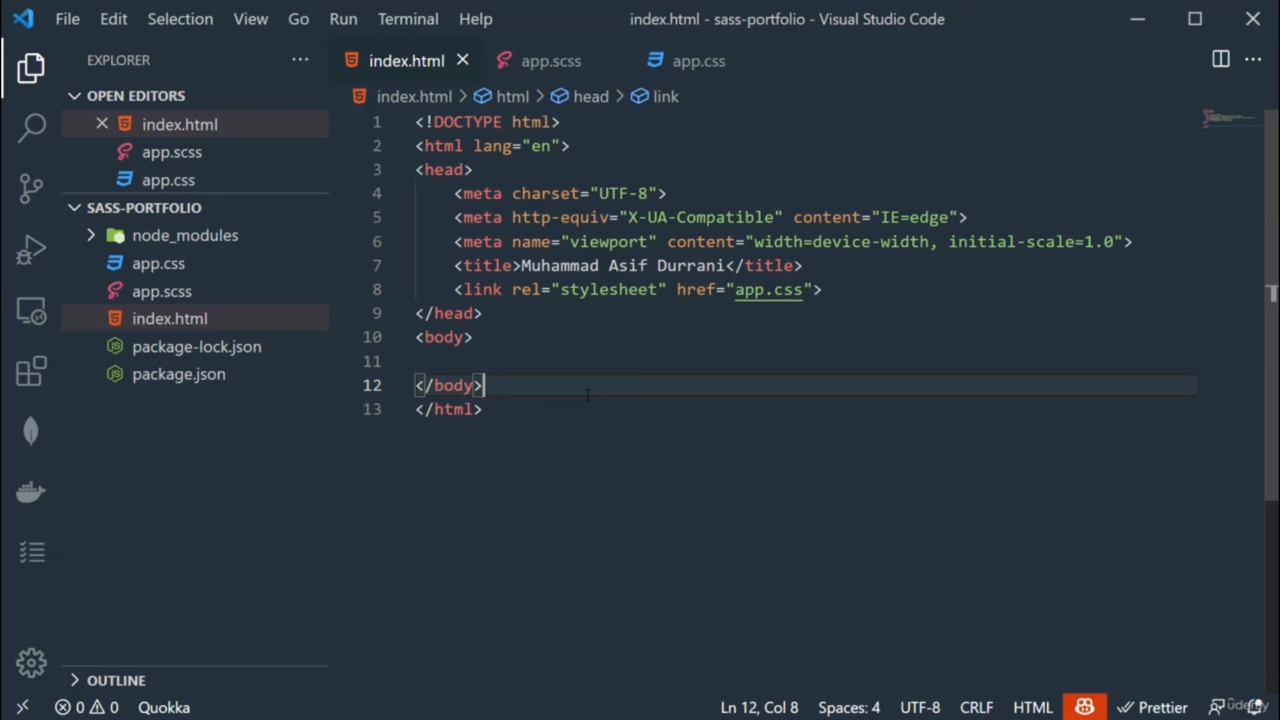 File Edit Selection View Go Run Terminal Help index.html - sass-portfolio - Visual Studio Code
EXPLORER
OPEN EDITORS
index.html
app.scss
app.css
SASS-PORTFOLIO
node_modules
app.css
app.scss
index.html
package-lock.json
package.json
OUTLINE
index.html app.scss app.css
index.html > html > head > link
1 <!DOCTYPE html>
2 <html lang="en">
3 <head>
4 <meta charset="UTF-8">
5 <meta http-equiv="X-UA-Compatible" content="IE=edge">
6 <meta name="viewport" content="width=device-width, initial-scale=1.0">
7 <title>Muhammad Asif Durrani</title>
8 <link rel="stylesheet" href="app.css">
9 </head>
10 <body>
11
12 </body>
13 </html>
0 0 Quokka Ln 12, Col 8 Spaces: 4 UTF-8 CRLF HTML Prettier